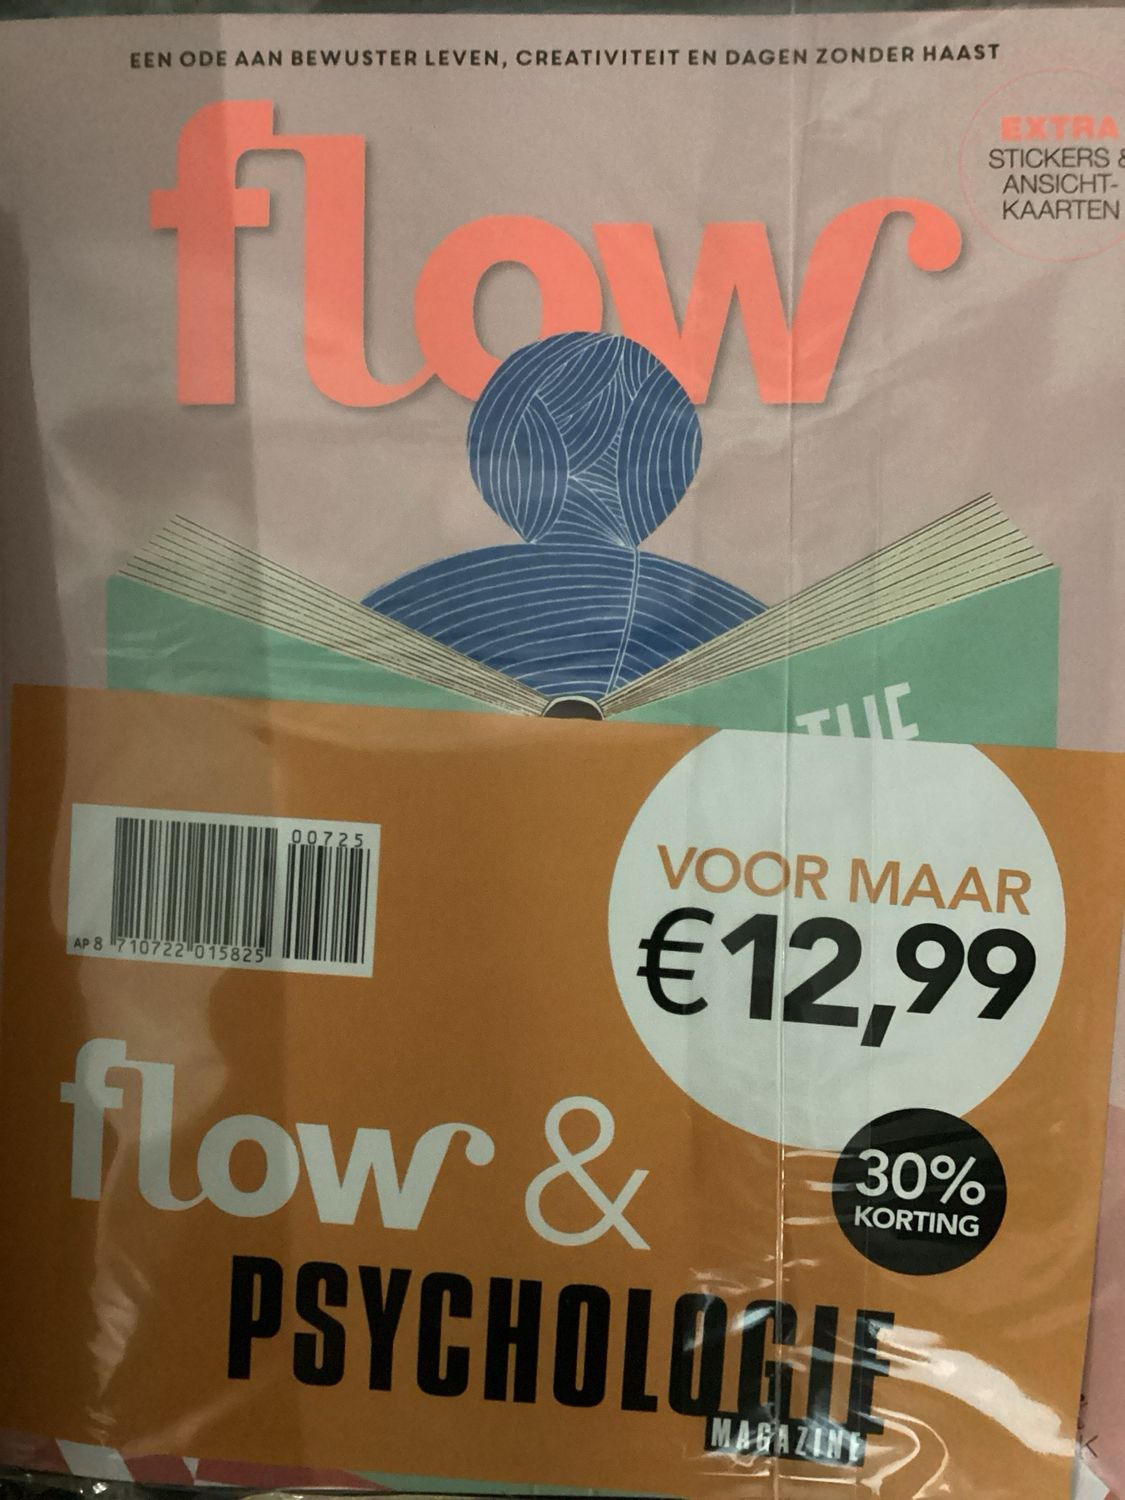 EEN ODE AAN BEWUSTER LEVEN, CREATIVITEIT EN DAGEN ZONDER HAAST
flow
EXTRA
STICKERS &
ANSICHT-
KAARTEN
THE
00725
AP 8 710722 015825
VOOR MAAR
€12,99
flow &
30%
KORTING
PSYCHOLOGIE
MAGAZINE
K